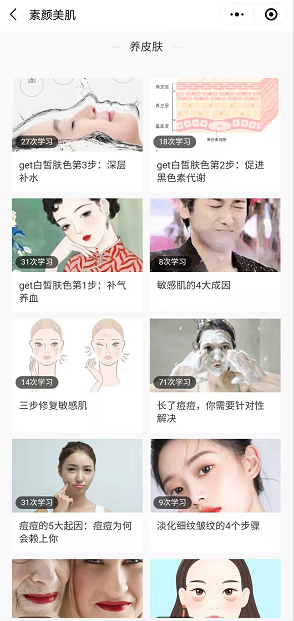 素颜美肌
养皮肤
27次学习
18次学习
get白皙肤色第3步：深层
补水
get白皙肤色第2步：促进
黑色素代谢
31次学习
8次学习
get白皙肤色第1步：补气
养血
敏感肌的4大成因
14次学习
71次学习
三步修复敏感肌
长了痘痘，你需要针对性
解决
31次学习
9次学习
痘痘的5大起因：痘痘为何
会赖上你
淡化细纹皱纹的4个步骤